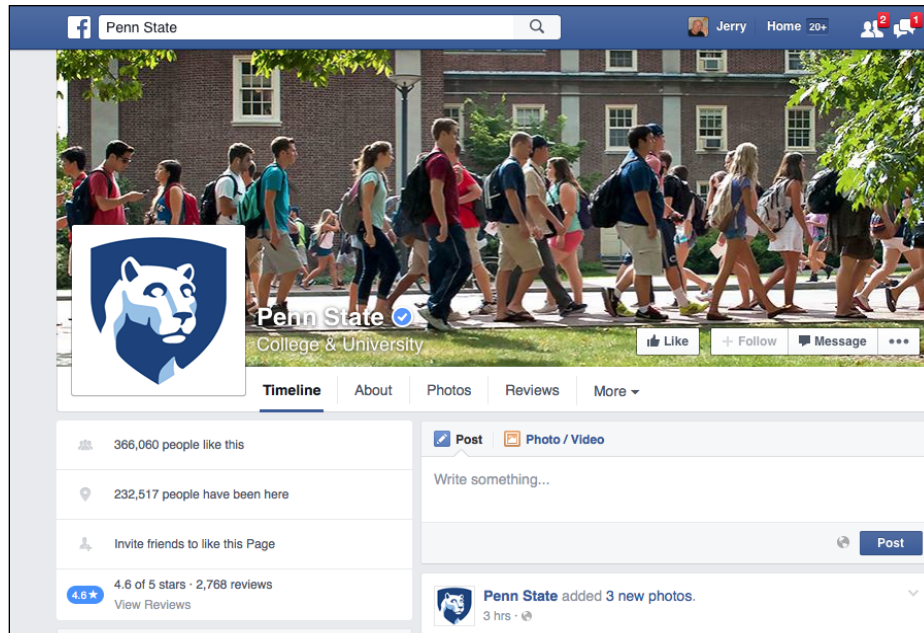 Penn State
Jerry
Home 20+
2
1
Penn State
College & University
Like
+ Follow
Message
•••
Timeline
About
Photos
Reviews
More
366,060 people like this
232,517 people have been here
Invite friends to like this Page
4.6 ★
4.6 of 5 stars · 2,768 reviews
View Reviews
Post
Photo / Video
Write something...
Post
Penn State added 3 new photos.
3 hrs ·